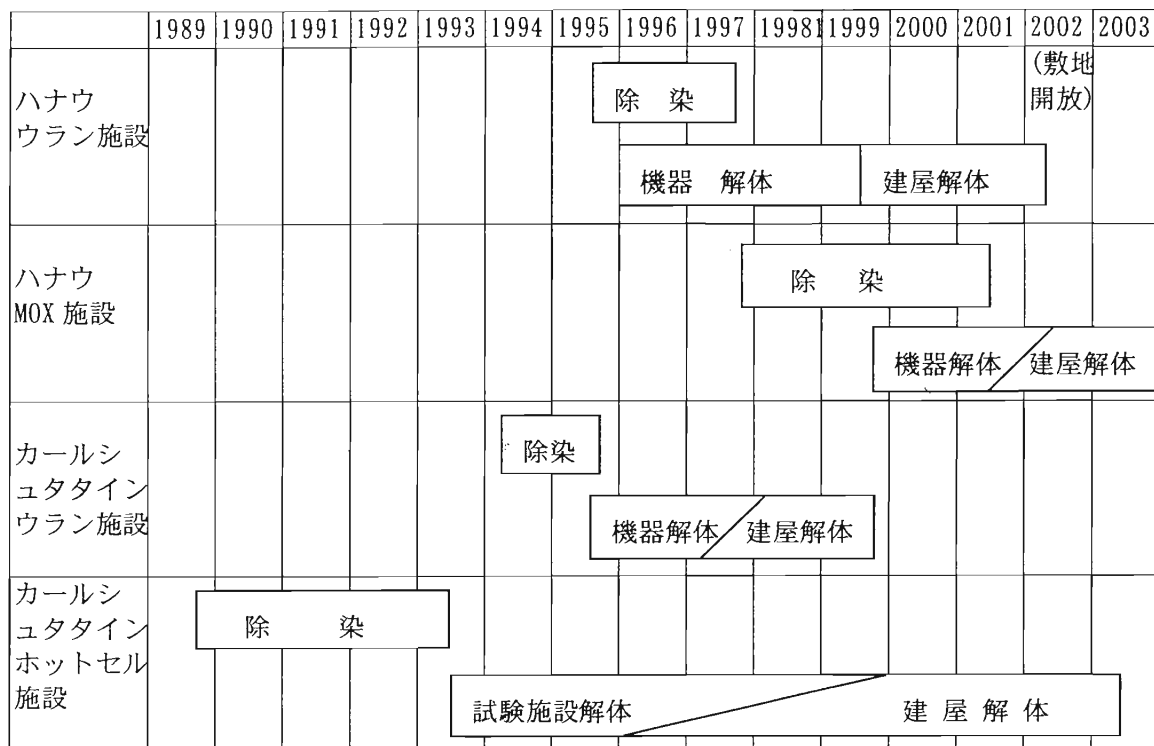 1989 1990 1991 1992 1993 1994 1995 1996 1997 19981 1999 2000 2001 2002 2003
(敷地
開放)
ハナウ
ウラン施設
除 染
機器 解体 建屋解体
ハナウ
MOX 施設
除 染
機器解体 建屋解体
カールシ
ュタタイン
ウラン施設
除染
機器解体 建屋解体
カールシ
ュタタイン
ホットセル
施設
除 染
試験施設解体 建 屋 解 体